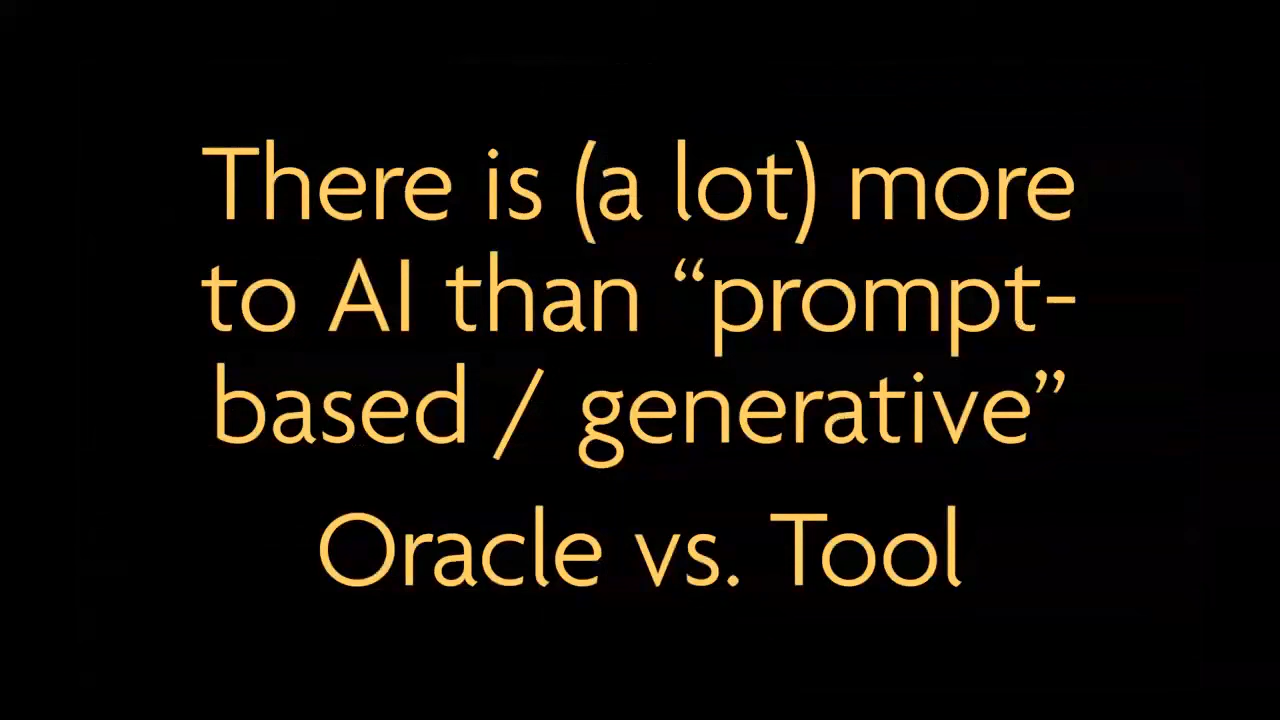 There is (a lot) more
to AI than “prompt-
based / generative”
Oracle vs. Tool